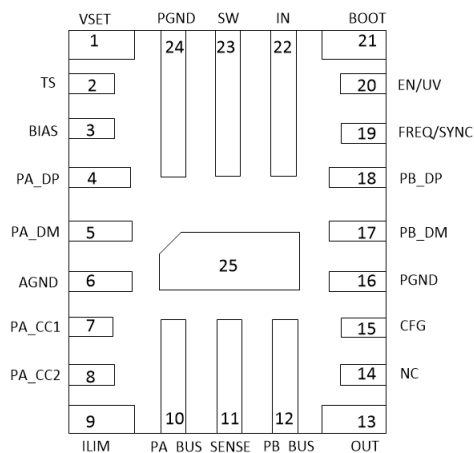 VSET PGND SW IN BOOT
1 24 23 22 21
TS 2 20 EN/UV
BIAS 3 19 FREQ/SYNC
PA_DP 4 18 PB_DP
PA_DM 5 17 PB_DM
25
AGND 6 16 PGND
PA_CC1 7 15 CFG
PA_CC2 8 14 NC
9 10 11 12 13
ILIM PA_BUS SENSE PB_BUS OUT